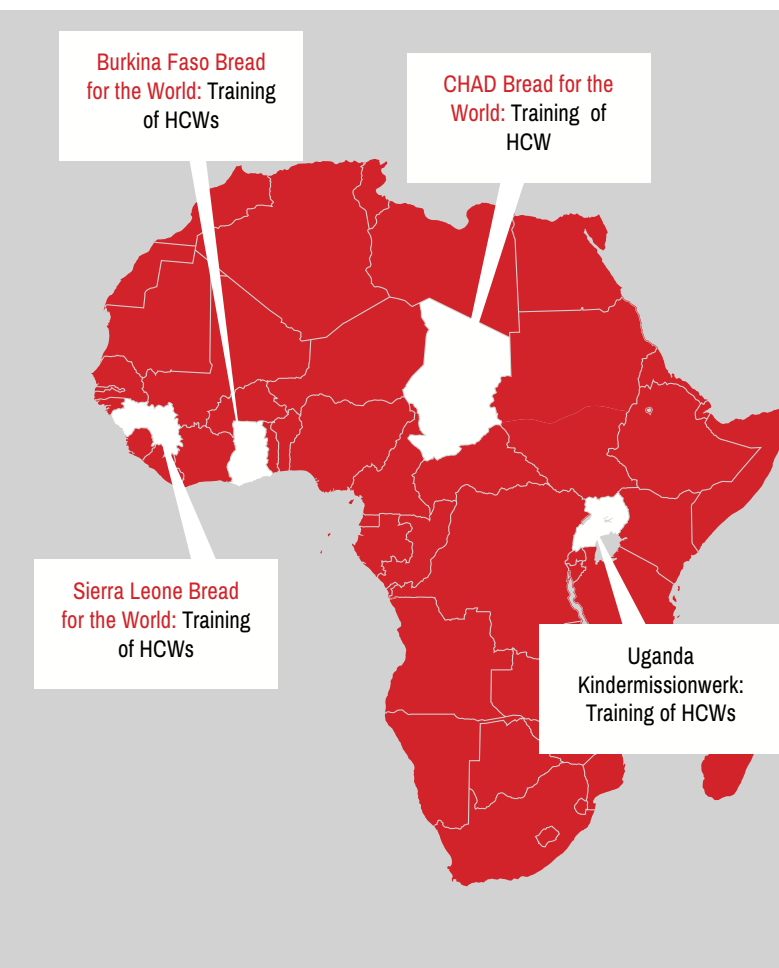 Burkina Faso Bread
for the World: Training
of HCWs
CHAD Bread for the
World: Training of
HCW
Sierra Leone Bread
for the World: Training
of HCWs
Uganda
Kindermissionwerk:
Training of HCWs